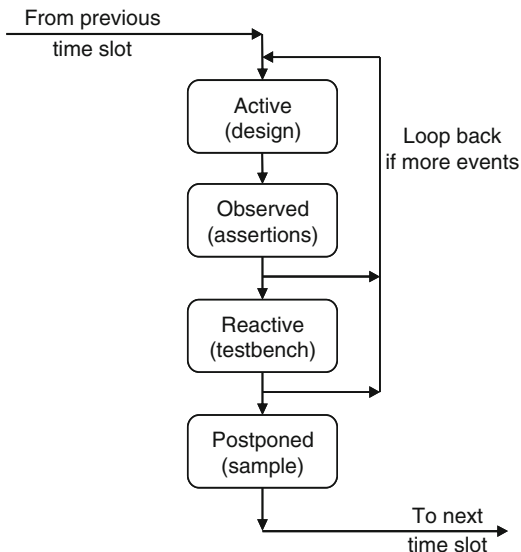 From previous
time slot
Active
(design)
Loop back
if more events
Observed
(assertions)
Reactive
(testbench)
Postponed
(sample)
To next
time slot